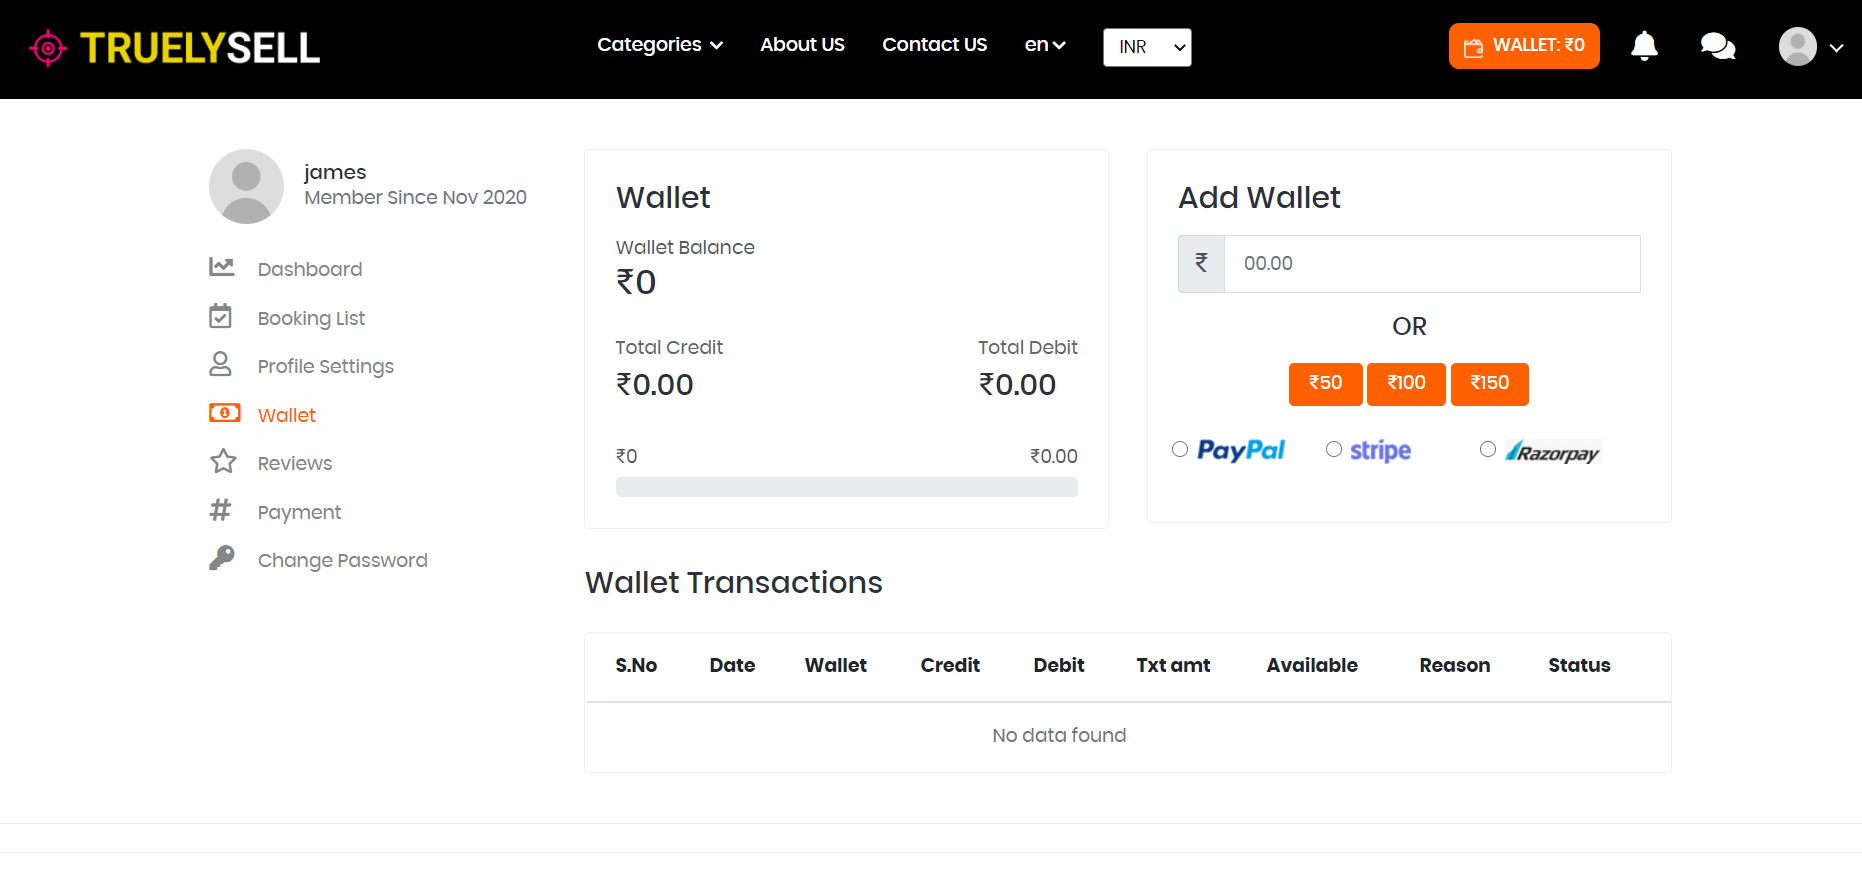 TRUELYSELL
Categories
About US
Contact US
en
INR
WALLET: ₹0
james
Member Since Nov 2020
Dashboard
Booking List
Profile Settings
Wallet
Reviews
Payment
Change Password
Wallet
Wallet Balance
₹0
Total Credit
₹0.00
Total Debit
₹0.00
₹0
₹0.00
Add Wallet
₹ 00.00
OR
₹50 ₹100 ₹150
PayPal stripe Razorpay
Wallet Transactions
S.No Date Wallet Credit Debit Txt amt Available Reason Status
No data found